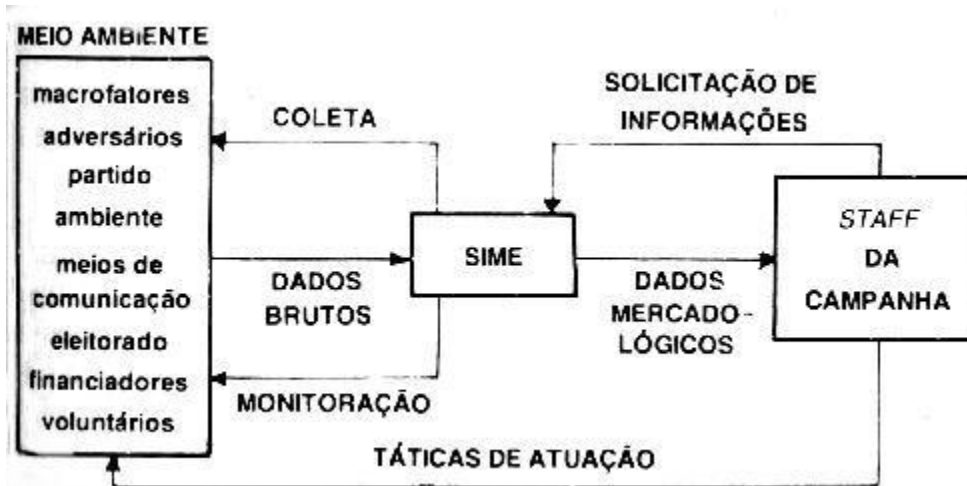 MEIO AMBIENTE
macrofatores
adversários
partido
ambiente
meios de
comunicação
eleitorado
financiadores
voluntários
COLETA
DADOS
BRUTOS
MONITORAÇÃO
SIME
SOLICITAÇÃO DE
INFORMAÇÕES
DADOS
MERCADO-
LÓGICOS
STAFF
DA
CAMPANHA
TÁTICAS DE ATUAÇÃO